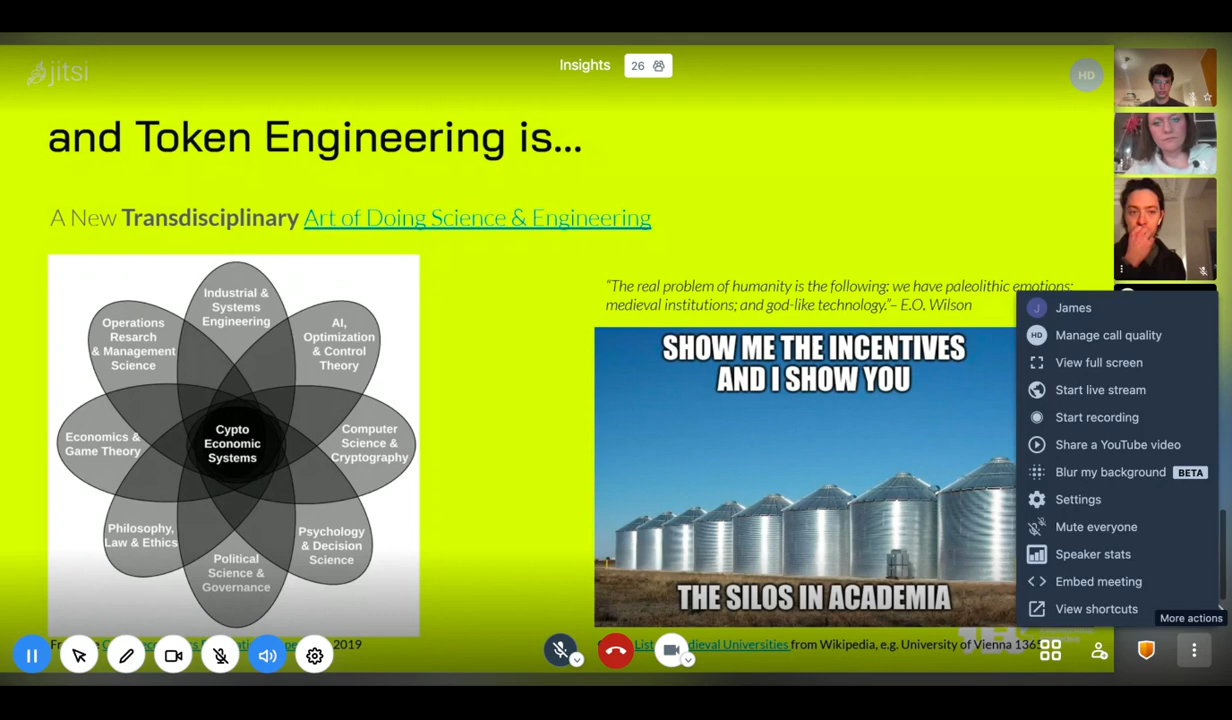 jitsi
Insights 26
HD
and Token Engineering is...
A New Transdisciplinary Art of Doing Science & Engineering
Industrial &
Systems
Engineering
Operations
Resarch
& Management
Science
AI,
Optimization
& Control
Theory
Economics &
Game Theory
Cypto
Economic
Systems
Computer
Science &
Cryptography
Philosophy,
Law & Ethics
Psychology
& Decision
Science
Political
Science &
Governance
2019
“The real problem of humanity is the following: we have paleolithic emotions;
medieval institutions; and god-like technology.”– E.O. Wilson
SHOW ME THE INCENTIVES
AND I SHOW YOU
THE SILOS IN ACADEMIA
List
Universities from Wikipedia, e.g. University of Vienna 1365
J James
HD Manage call quality
View full screen
Start live stream
Start recording
Share a YouTube video
Blur my background BETA
Settings
Mute everyone
Speaker stats
Embed meeting
View shortcuts
More actions